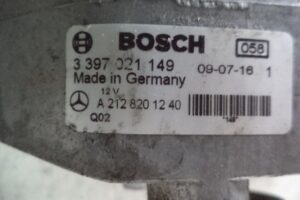 BOSCH 058
3 397 021 149 09-07-16 1
Made in Germany
12 V
A 212 820 12 40
Q02 "149"